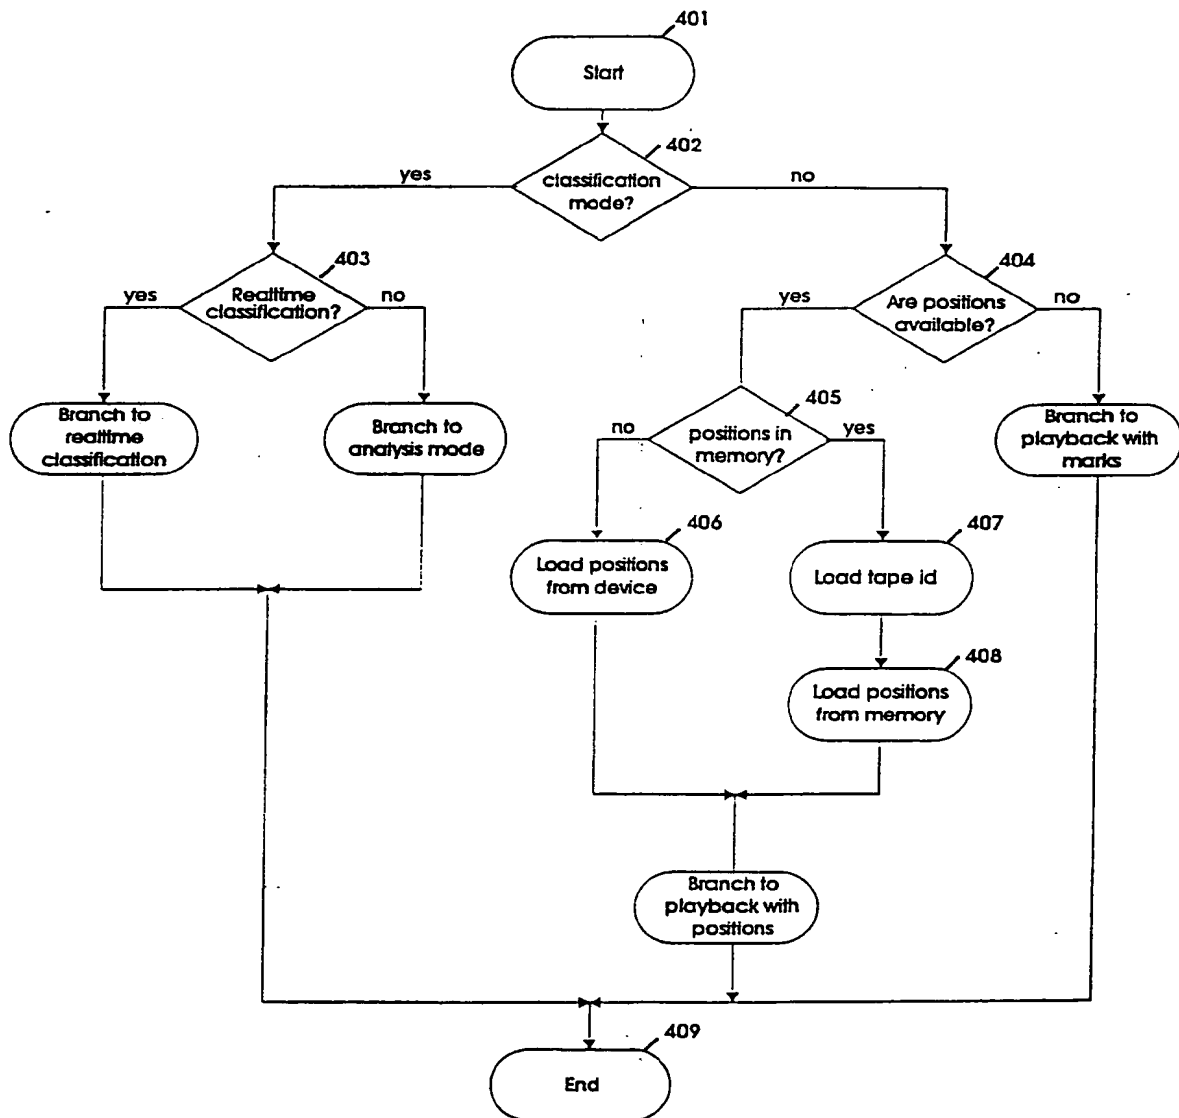 401
Start
402
classification
mode?
yes
no
403
Realtime
classification?
yes
no
404
Are positions
available?
yes
no
Branch to
realtime
classification
Branch to
analysis mode
405
positions in
memory?
no
yes
Branch to
playback with
marks
406
Load positions
from device
407
Load tape id
408
Load positions
from memory
Branch to
playback with
positions
409
End